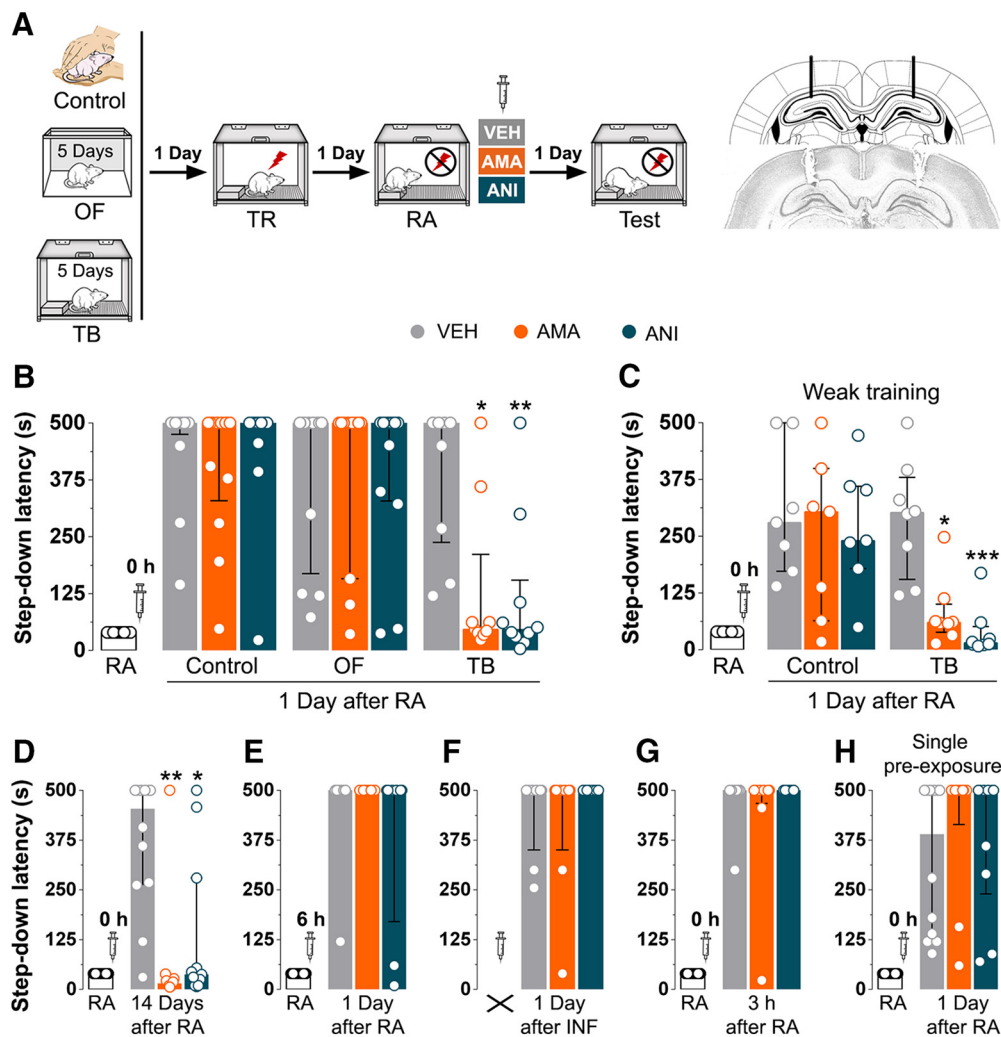 A
Control
5 Days
OF
5 Days
TB
1 Day
TR
1 Day
RA
VEH
AMA
ANI
1 Day
Test
VEH
AMA
ANI
B
Step-down latency (s)
500
375
250
125
0
0 h
RA
*
**
Control
OF
TB
1 Day after RA
C
Weak training
Step-down latency (s)
500
375
250
125
0
0 h
RA
*
***
Control
TB
1 Day after RA
D
Step-down latency (s)
500
375
250
125
0
0 h
RA
**
*
14 Days
after RA
E
500
375
250
125
0
6 h
RA
1 Day
after RA
F
500
375
250
125
0
1 Day
after INF
G
500
375
250
125
0
0 h
RA
3 h
after RA
H
Single
pre-exposure
500
375
250
125
0
0 h
RA
1 Day
after RA